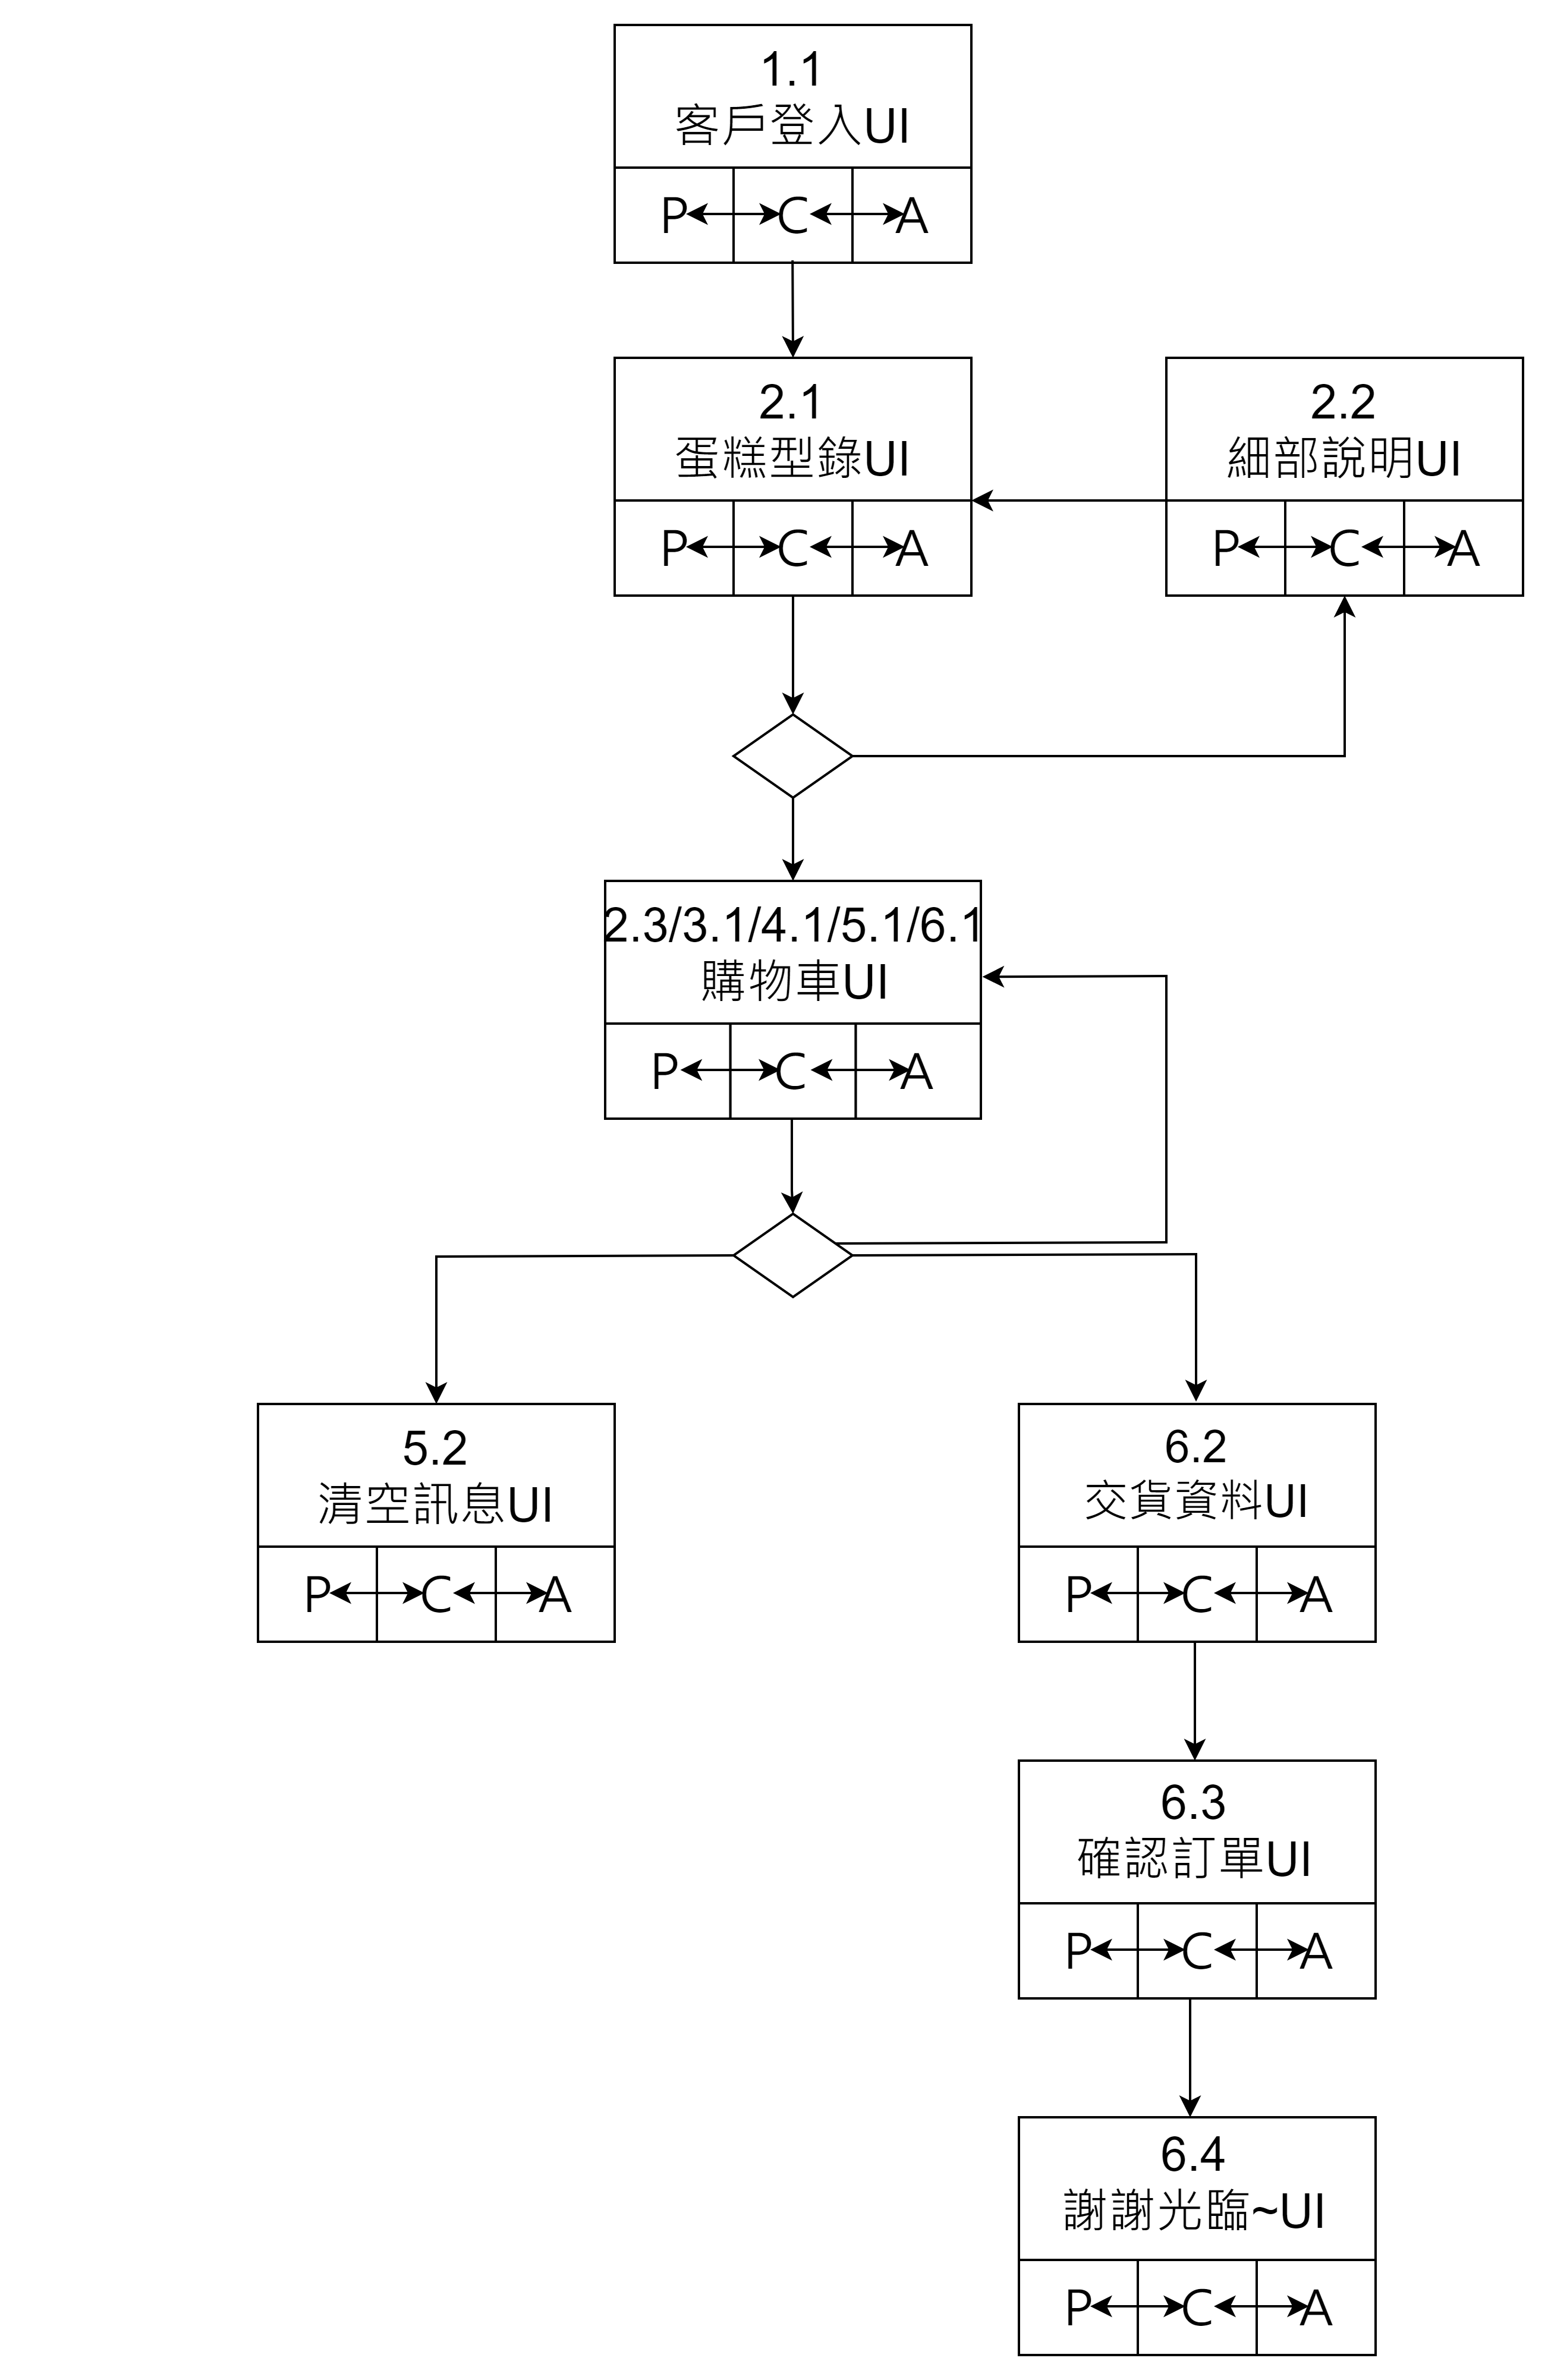 1.1
客戶登入UI
P C A
2.1
蛋糕型錄UI
P C A
2.2
細部說明UI
P C A
2.3/3.1/4.1/5.1/6.1
購物車UI
P C A
5.2
清空訊息UI
P C A
6.2
交貨資料UI
P C A
6.3
確認訂單UI
P C A
6.4
謝謝光臨~UI
P C A